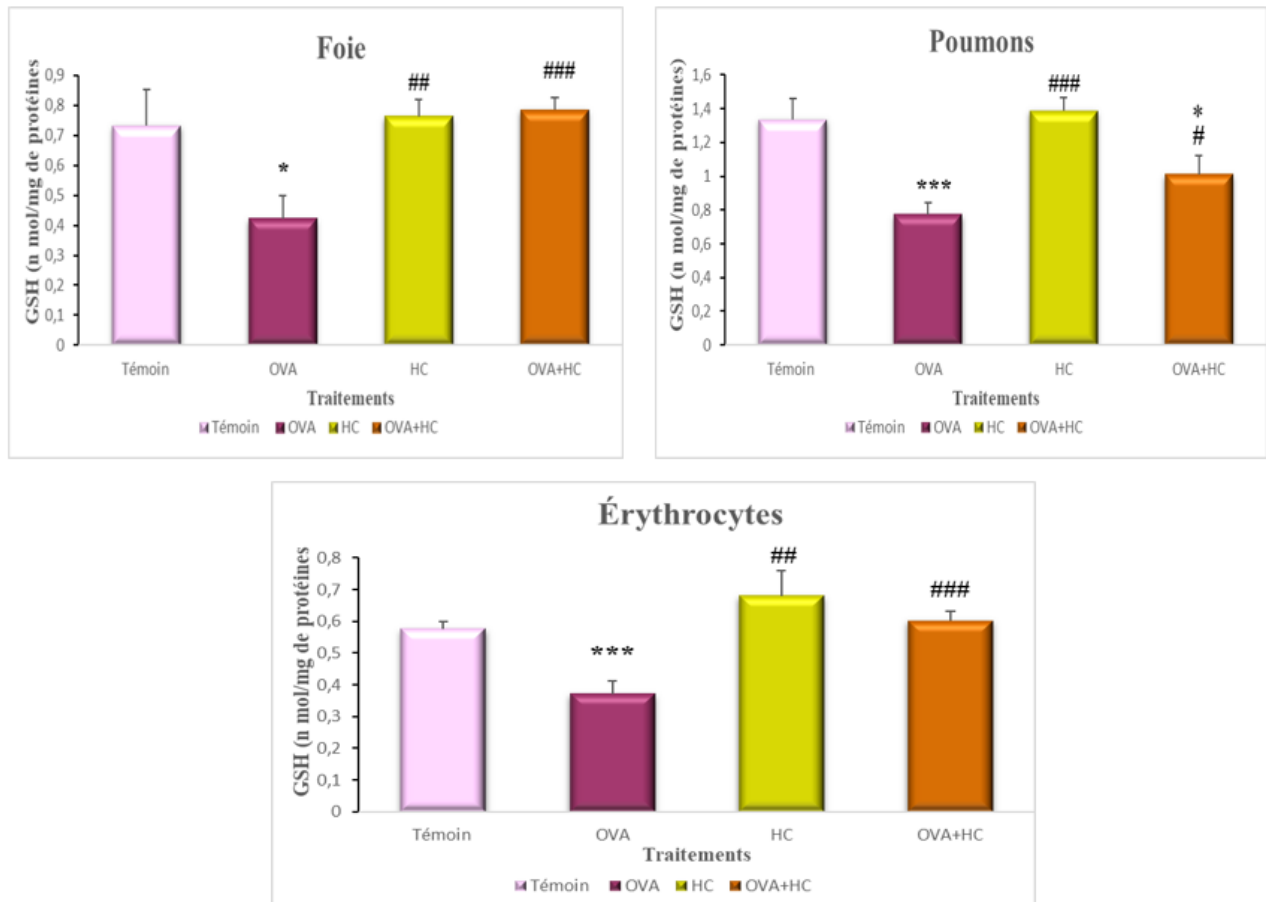 Foie
GSH (n mol/mg de protéines)
0,9
0,8
0,7
0,6
0,5
0,4
0,3
0,2
0,1
0
*
##
###
Témoin OVA HC OVA+HC
Traitements
Témoin OVA HC OVA+HC
Poumons
GSH (n mol/mg de protéines)
1,6
1,4
1,2
1
0,8
0,6
0,4
0,2
0
***
###
*
#
Témoin OVA HC OVA+HC
Traitements
Témoin OVA HC OVA+HC
Érythrocytes
GSH (n mol/mg de protéines
0,8
0,7
0,6
0,5
0,4
0,3
0,2
0,1
0
***
##
###
Témoin OVA HC OVA+HC
Traitements
Témoin OVA HC OVA+HC